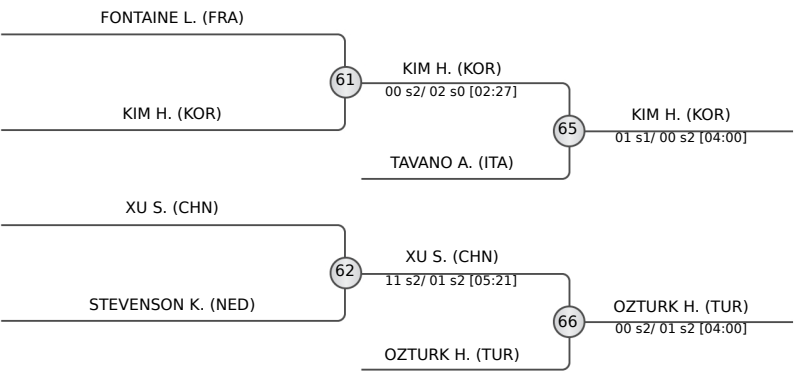 FONTAINE L. (FRA)
61
KIM H. (KOR)
00 s2/ 02 s0 [02:27]
KIM H. (KOR)
65
KIM H. (KOR)
01 s1/ 00 s2 [04:00]
TAVANO A. (ITA)
XU S. (CHN)
62
XU S. (CHN)
11 s2/ 01 s2 [05:21]
STEVENSON K. (NED)
66
OZTURK H. (TUR)
00 s2/ 01 s2 [04:00]
OZTURK H. (TUR)